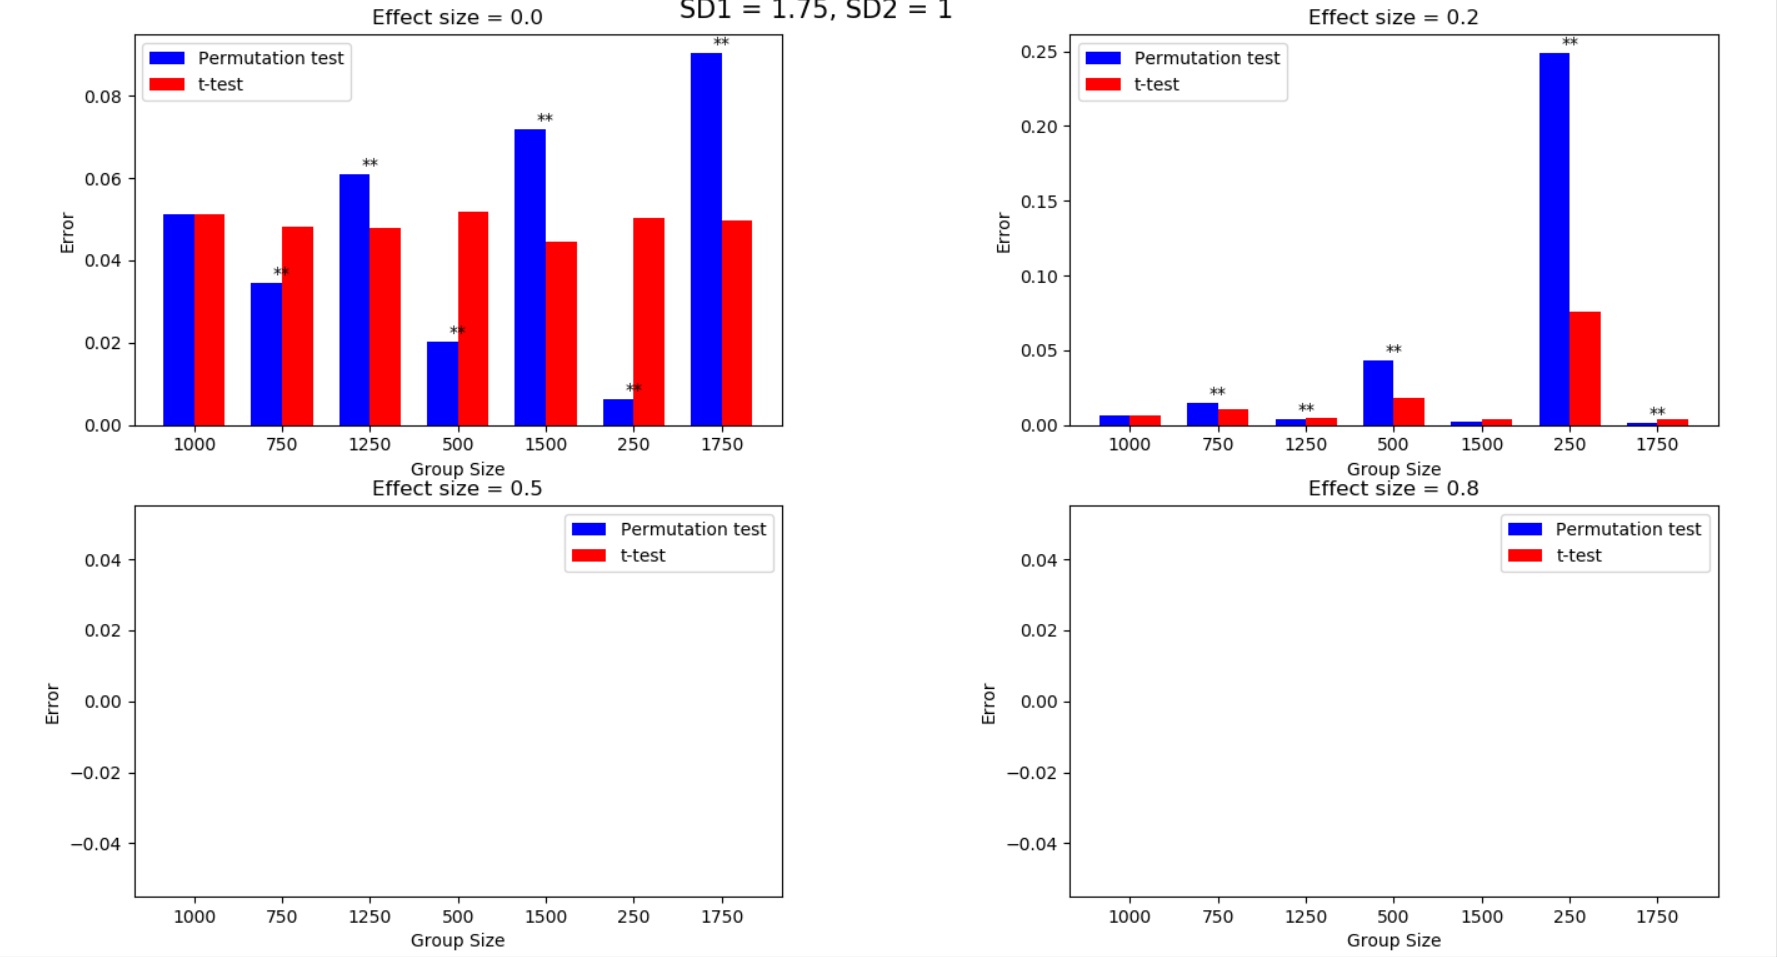 SD1 = 1.75, SD2 = 1
Effect size = 0.0
Permutation test
t-test
**
**
**
**
**
**
0.08
0.06
0.04
0.02
0.00
Error
1000 750 1250 500 1500 250 1750
Group Size
Effect size = 0.2
Permutation test
t-test
**
**
**
**
**
0.25
0.20
0.15
0.10
0.05
0.00
Error
1000 750 1250 500 1500 250 1750
Group Size
Effect size = 0.5
Permutation test
t-test
0.04
0.02
0.00
−0.02
−0.04
Error
1000 750 1250 500 1500 250 1750
Group Size
Effect size = 0.8
Permutation test
t-test
0.04
0.02
0.00
−0.02
−0.04
Error
1000 750 1250 500 1500 250 1750
Group Size